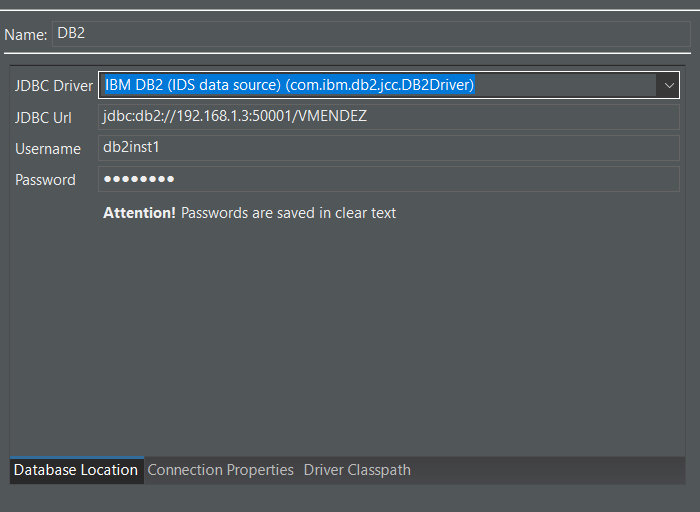 Name: DB2
JDBC Driver IBM DB2 (IDS data source) (com.ibm.db2.jcc.DB2Driver)
JDBC Url jdbc:db2://192.168.1.3:50001/VMENDEZ
Username db2inst1
Password ●●●●●●●●
Attention! Passwords are saved in clear text
Database Location Connection Properties Driver Classpath